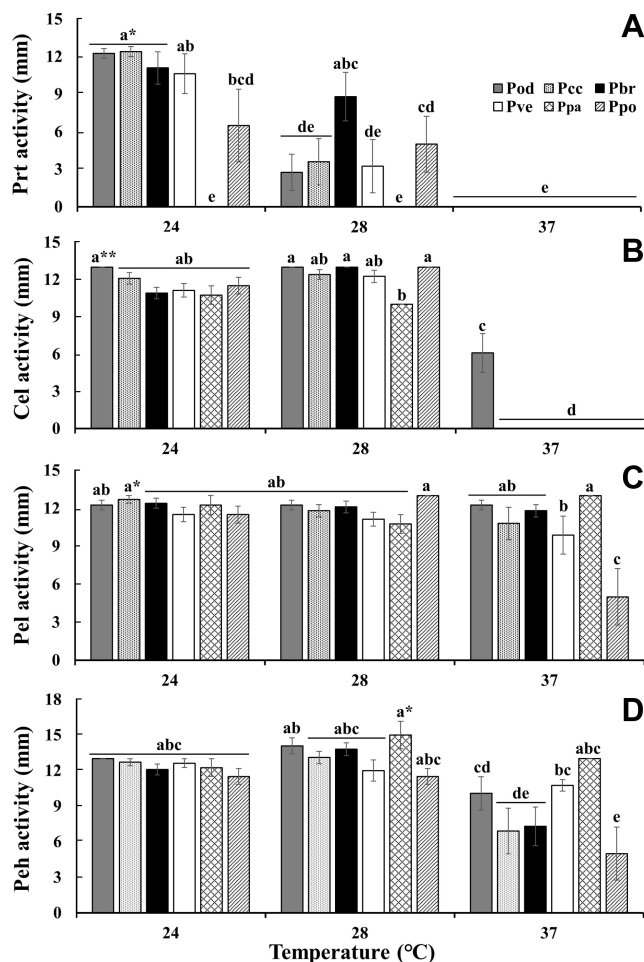 A
Prt activity (mm)
15
12
9
6
3
0
a*
ab
bcd
e
de
abc
de
e
cd
e
Pod Pcc Pbr
Pve Ppa Ppo
24 28 37
B
Cel activity (mm)
15
12
9
6
3
0
a**
ab
a ab a ab b a
c
d
24 28 37
C
Pel activity (mm)
15
12
9
6
3
0
ab a* ab a
ab b a c
24 28 37
D
Peh activity (mm)
18
15
12
9
6
3
0
abc
ab abc a* abc
cd de bc abc e
24 28 37
Temperature (°C)